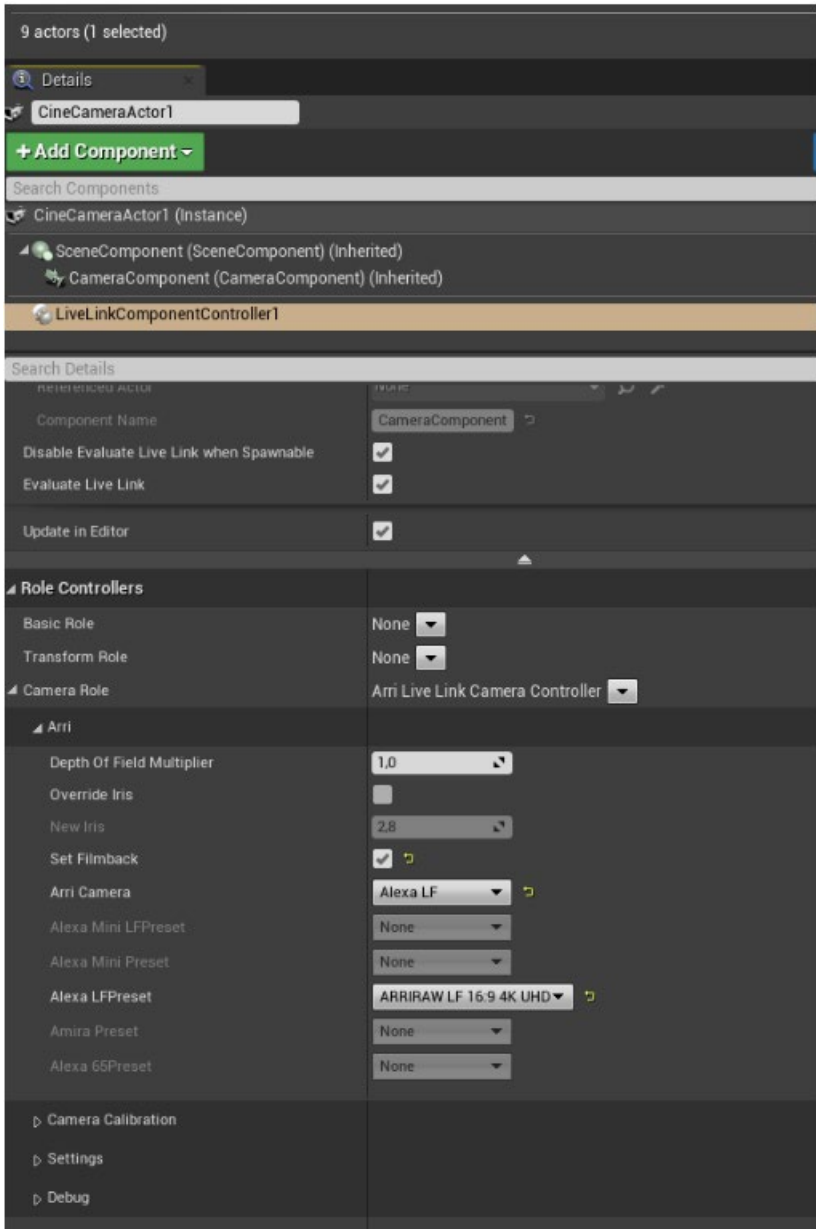 9 actors (1 selected)
Details
CineCameraActor1
+ Add Component
Search Components
CineCameraActor1 (Instance)
SceneComponent (SceneComponent) (Inherited)
CameraComponent (CameraComponent) (Inherited)
LiveLinkComponentController1
Search Details
Referenced Actor None
Component Name CameraComponent
Disable Evaluate Live Link when Spawnable
Evaluate Live Link
Update in Editor
Role Controllers
Basic Role None
Transform Role None
Camera Role Arri Live Link Camera Controller
Arri
Depth Of Field Multiplier 1,0
Override Iris
New Iris 2,8
Set Filmback
Arri Camera Alexa LF
Alexa Mini LFPreset None
Alexa Mini Preset None
Alexa LFPreset ARRIRAW LF 16:9 4K UHD
Amira Preset None
Alexa 65Preset None
Camera Calibration
Settings
Debug